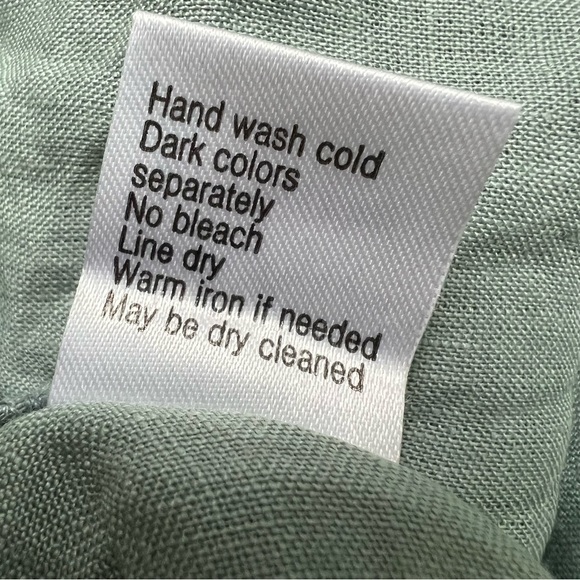 Hand wash cold
Dark colors
separately
No bleach
Line dry
Warm iron if needed
May be dry cleaned